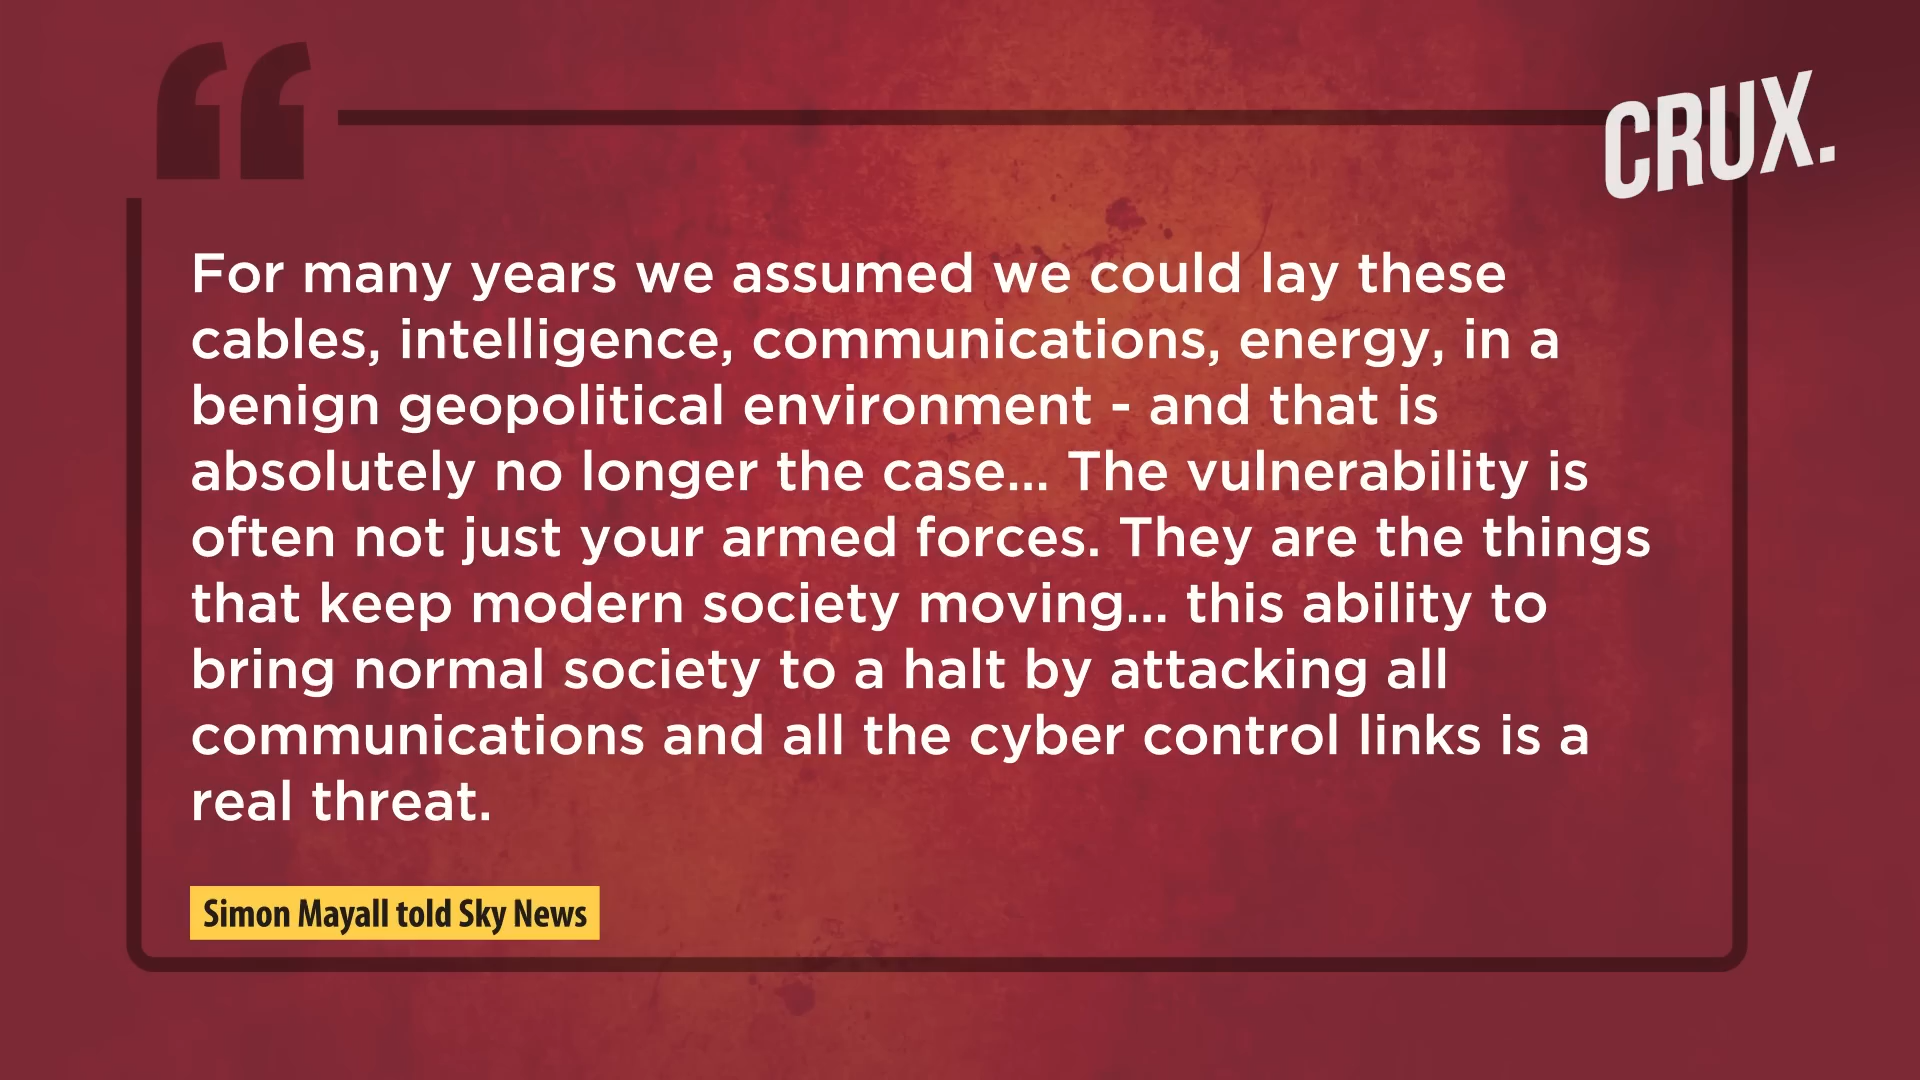 CRUX.
For many years we assumed we could lay these
cables, intelligence, communications, energy, in a
benign geopolitical environment - and that is
absolutely no longer the case... The vulnerability is
often not just your armed forces. They are the things
that keep modern society moving... this ability to
bring normal society to a halt by attacking all
communications and all the cyber control links is a
real threat.
Simon Mayall told Sky News